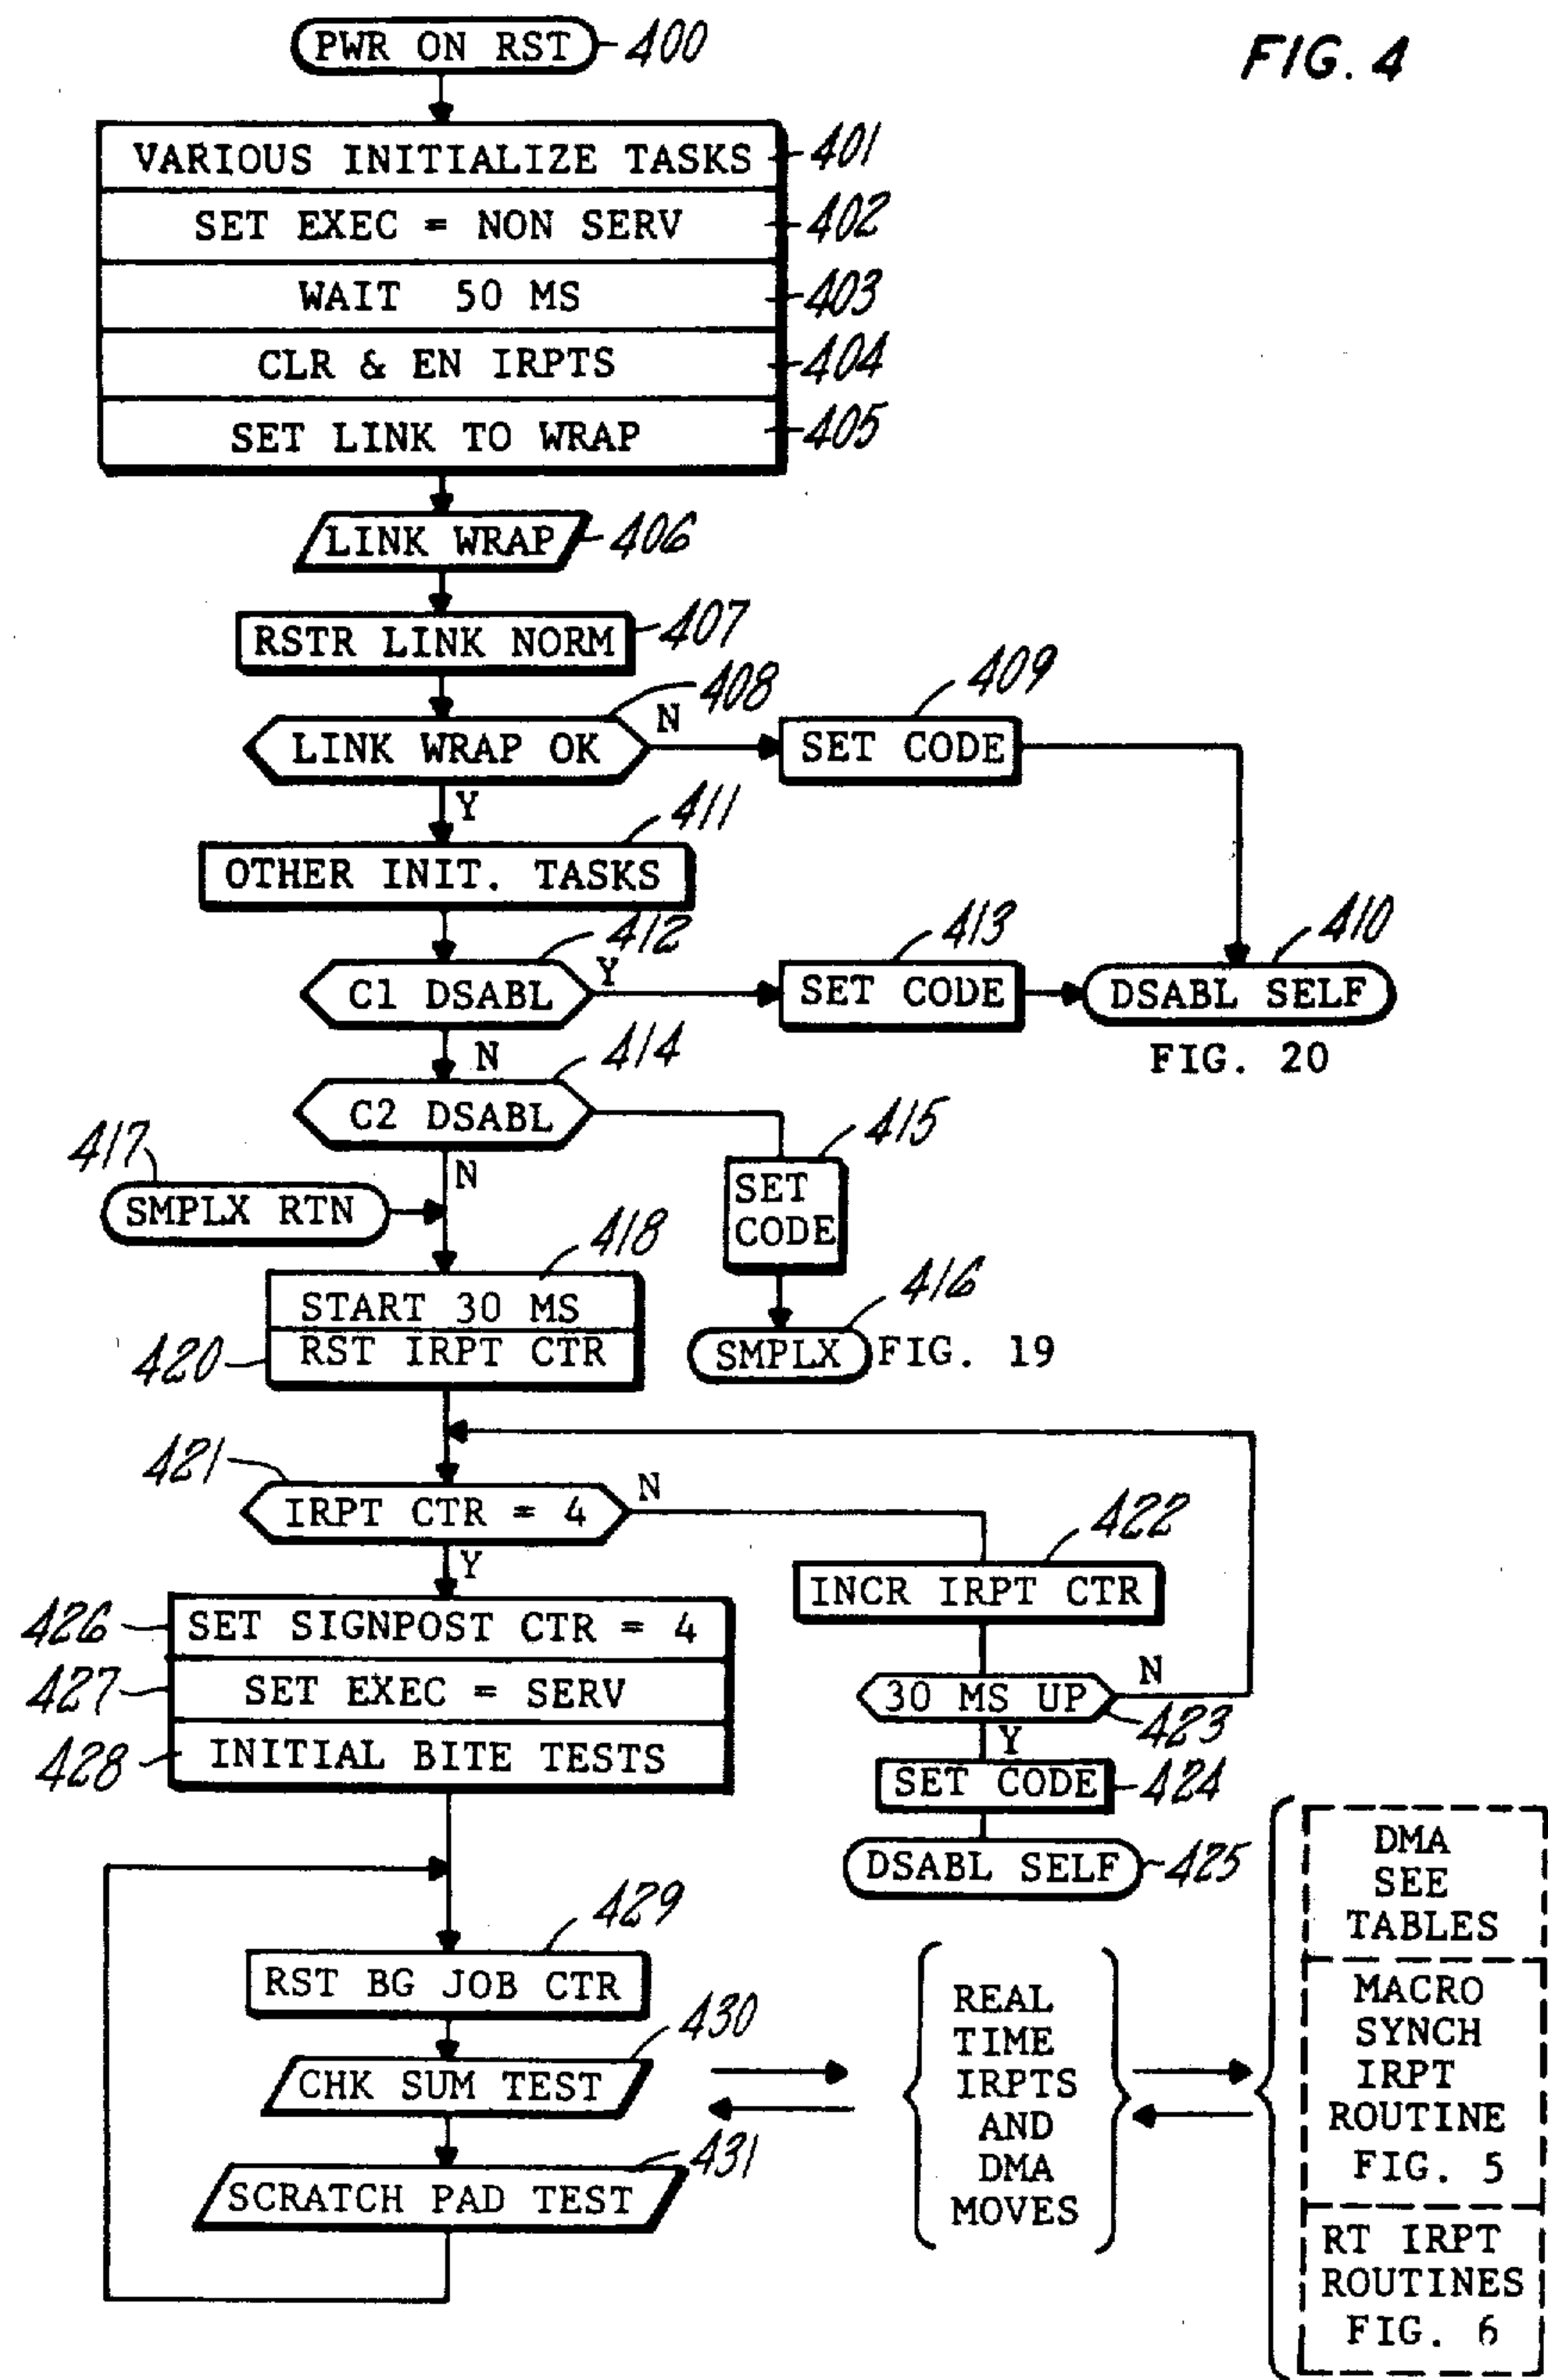 FIG. 4
PWR ON RST 400
VARIOUS INITIALIZE TASKS 401
SET EXEC = NON SERV 402
WAIT 50 MS 403
CLR & EN IRPTS 404
SET LINK TO WRAP 405
LINK WRAP 406
RSTR LINK NORM 407
LINK WRAP OK 408
N
SET CODE 409
Y
OTHER INIT. TASKS 411
C1 DSABL 412
Y
SET CODE 413
DSABL SELF 410
FIG. 20
N
C2 DSABL 414
N
SET
CODE
415
417
SMPLX RTN
START 30 MS 418
420 RST IRPT CTR
SMPLX 416
FIG. 19
421
IRPT CTR = 4
N
Y
INCR IRPT CTR 422
30 MS UP 423
N
Y
SET CODE 424
DSABL SELF 425
426 SET SIGNPOST CTR = 4
427 SET EXEC = SERV
428 INITIAL BITE TESTS
RST BG JOB CTR 429
CHK SUM TEST 430
SCRATCH PAD TEST 431
REAL
TIME
IRPTS
AND
DMA
MOVES
DMA
SEE
TABLES
MACRO
SYNCH
IRPT
ROUTINE
FIG. 5
RT IRPT
ROUTINES
FIG. 6